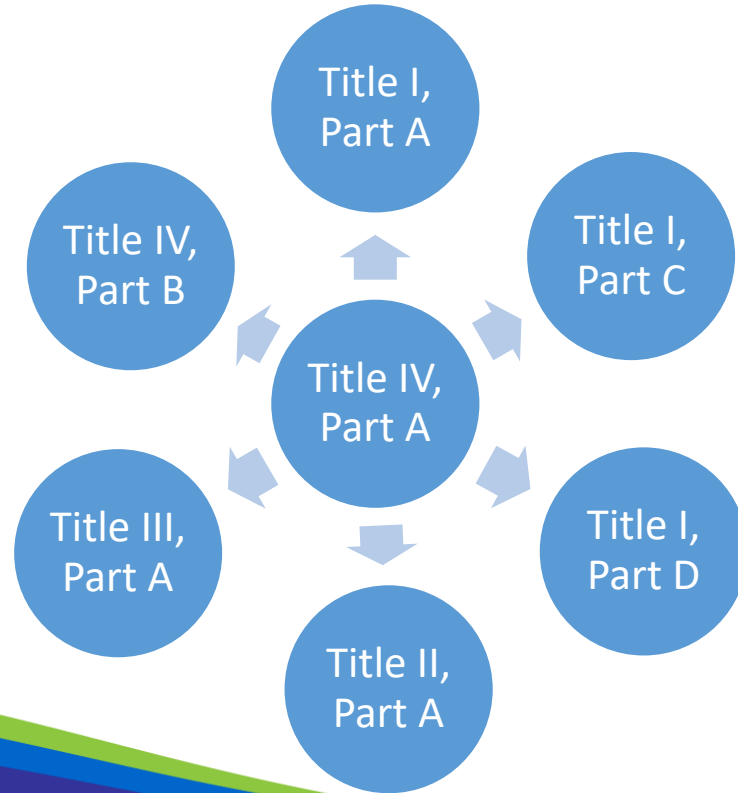 Title I,
Part A
Title IV,
Part B
Title I,
Part C
Title IV,
Part A
Title III,
Part A
Title I,
Part D
Title II,
Part A